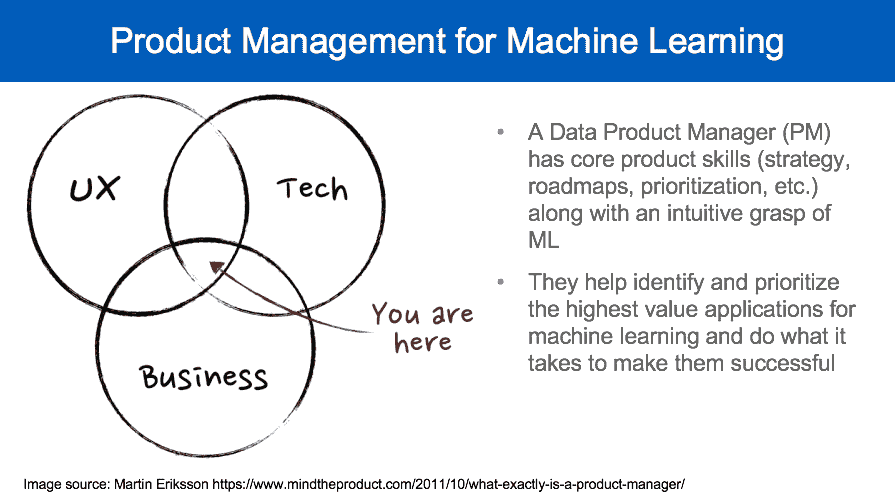 Product Management for Machine Learning
UX
Tech
Business
You are
here
• A Data Product Manager (PM)
has core product skills (strategy,
roadmaps, prioritization, etc.)
along with an intuitive grasp of
ML
• They help identify and prioritize
the highest value applications for
machine learning and do what it
takes to make them successful
Image source: Martin Eriksson https://www.mindtheproduct.com/2011/10/what-exactly-is-a-product-manager/